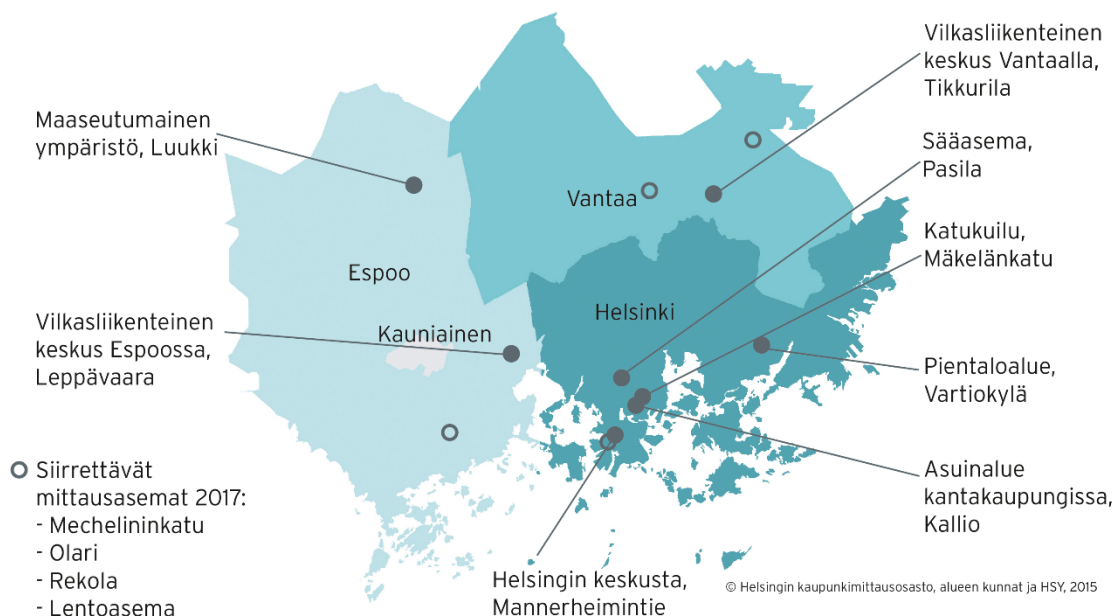 Vilkasliikenteinen
keskus Vantaalla,
Tikkurila
Maaseutumainen
ympäristö, Luukki
Sääasema,
Pasila
Vantaa
Katukuilu,
Mäkelänkatu
Espoo
Helsinki
Vilkasliikenteinen
keskus Espoossa,
Leppävaara
Kauniainen
Pientaloalue,
Vartiokylä
Siirrettävät
mittausasemat 2017:
- Mechelininkatu
- Olari
- Rekola
- Lentoasema
Asuinalue
kantakaupungissa,
Kallio
Helsingin keskusta,
Mannerheimintie
© Helsingin kaupunkimittausosasto, alueen kunnat ja HSY, 2015